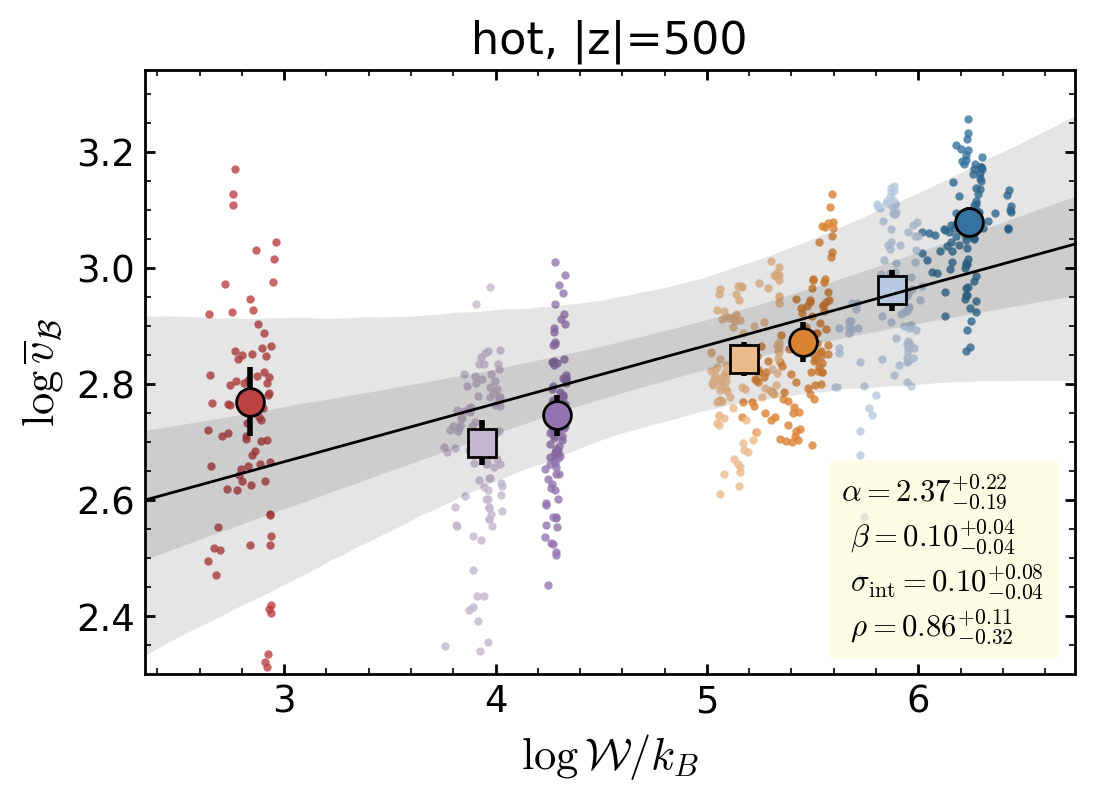 hot, |z|=500
log v̅_ℬ
3.2
3.0
2.8
2.6
2.4
α = 2.37^{+0.22}_{−0.19}
β = 0.10^{+0.04}_{−0.04}
σ_int = 0.10^{+0.08}_{−0.04}
ρ = 0.86^{+0.11}_{−0.32}
3 4 5 6
log 𝒲/k_B